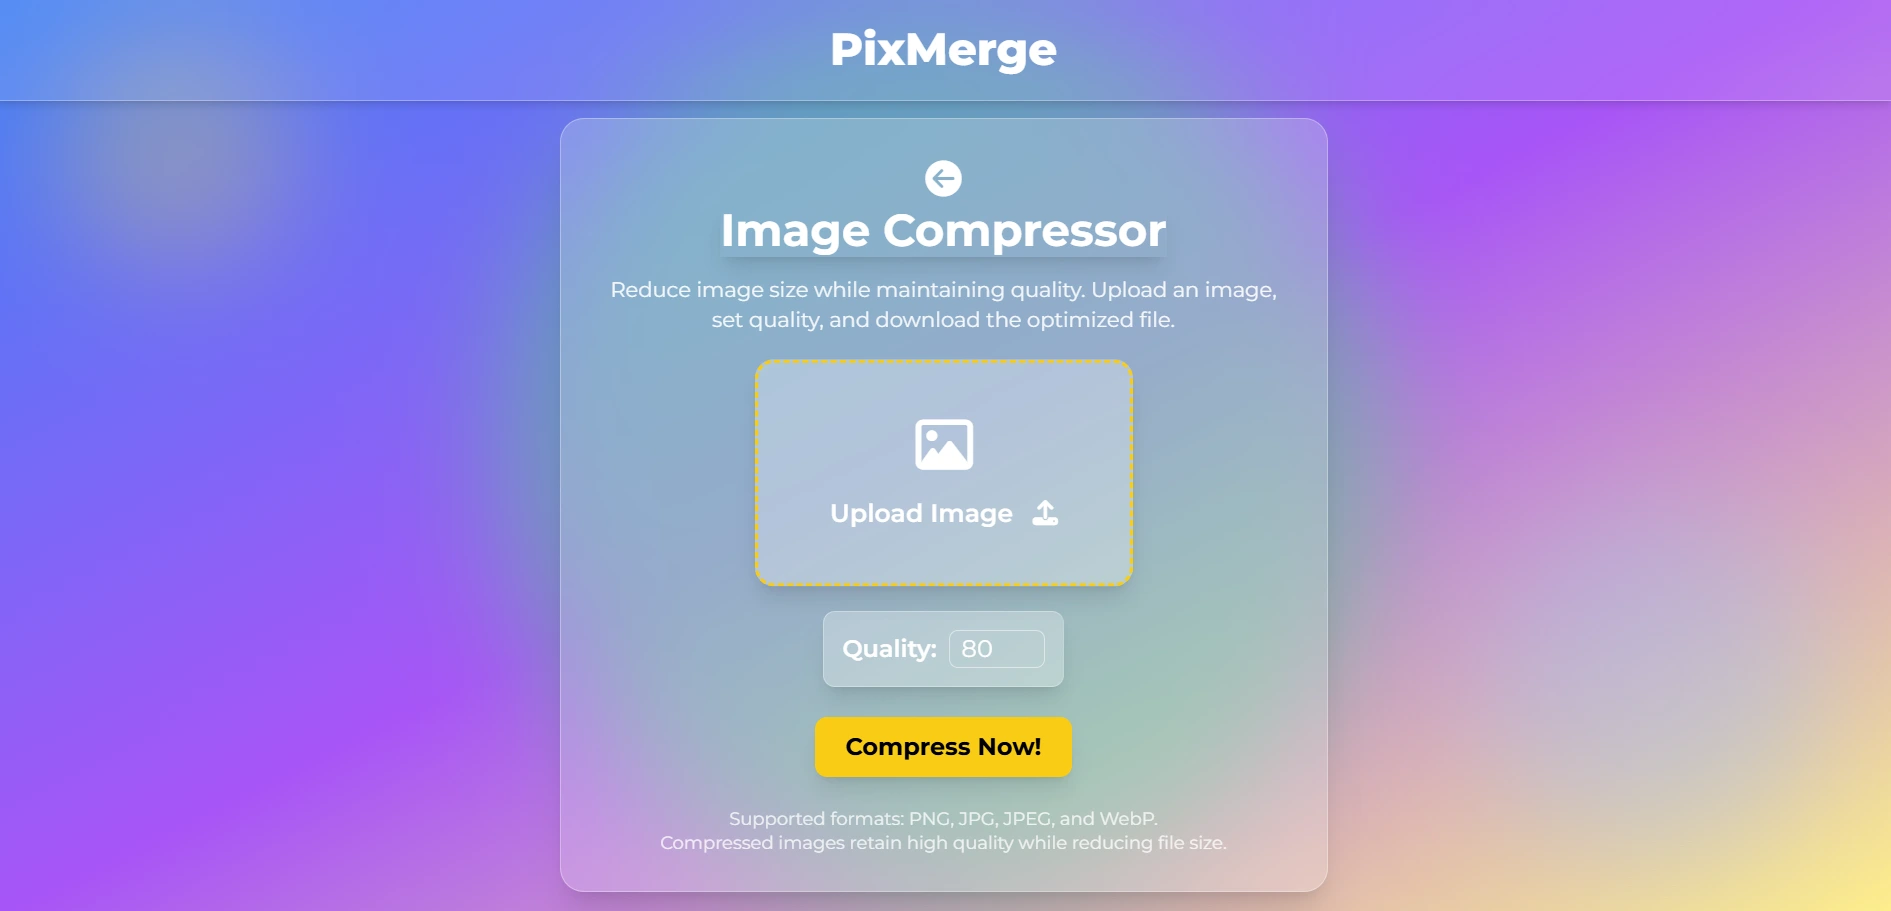 PixMerge
Image Compressor
Reduce image size while maintaining quality. Upload an image,
set quality, and download the optimized file.
Upload Image
Quality: 80
Compress Now!
Supported formats: PNG, JPG, JPEG, and WebP.
Compressed images retain high quality while reducing file size.